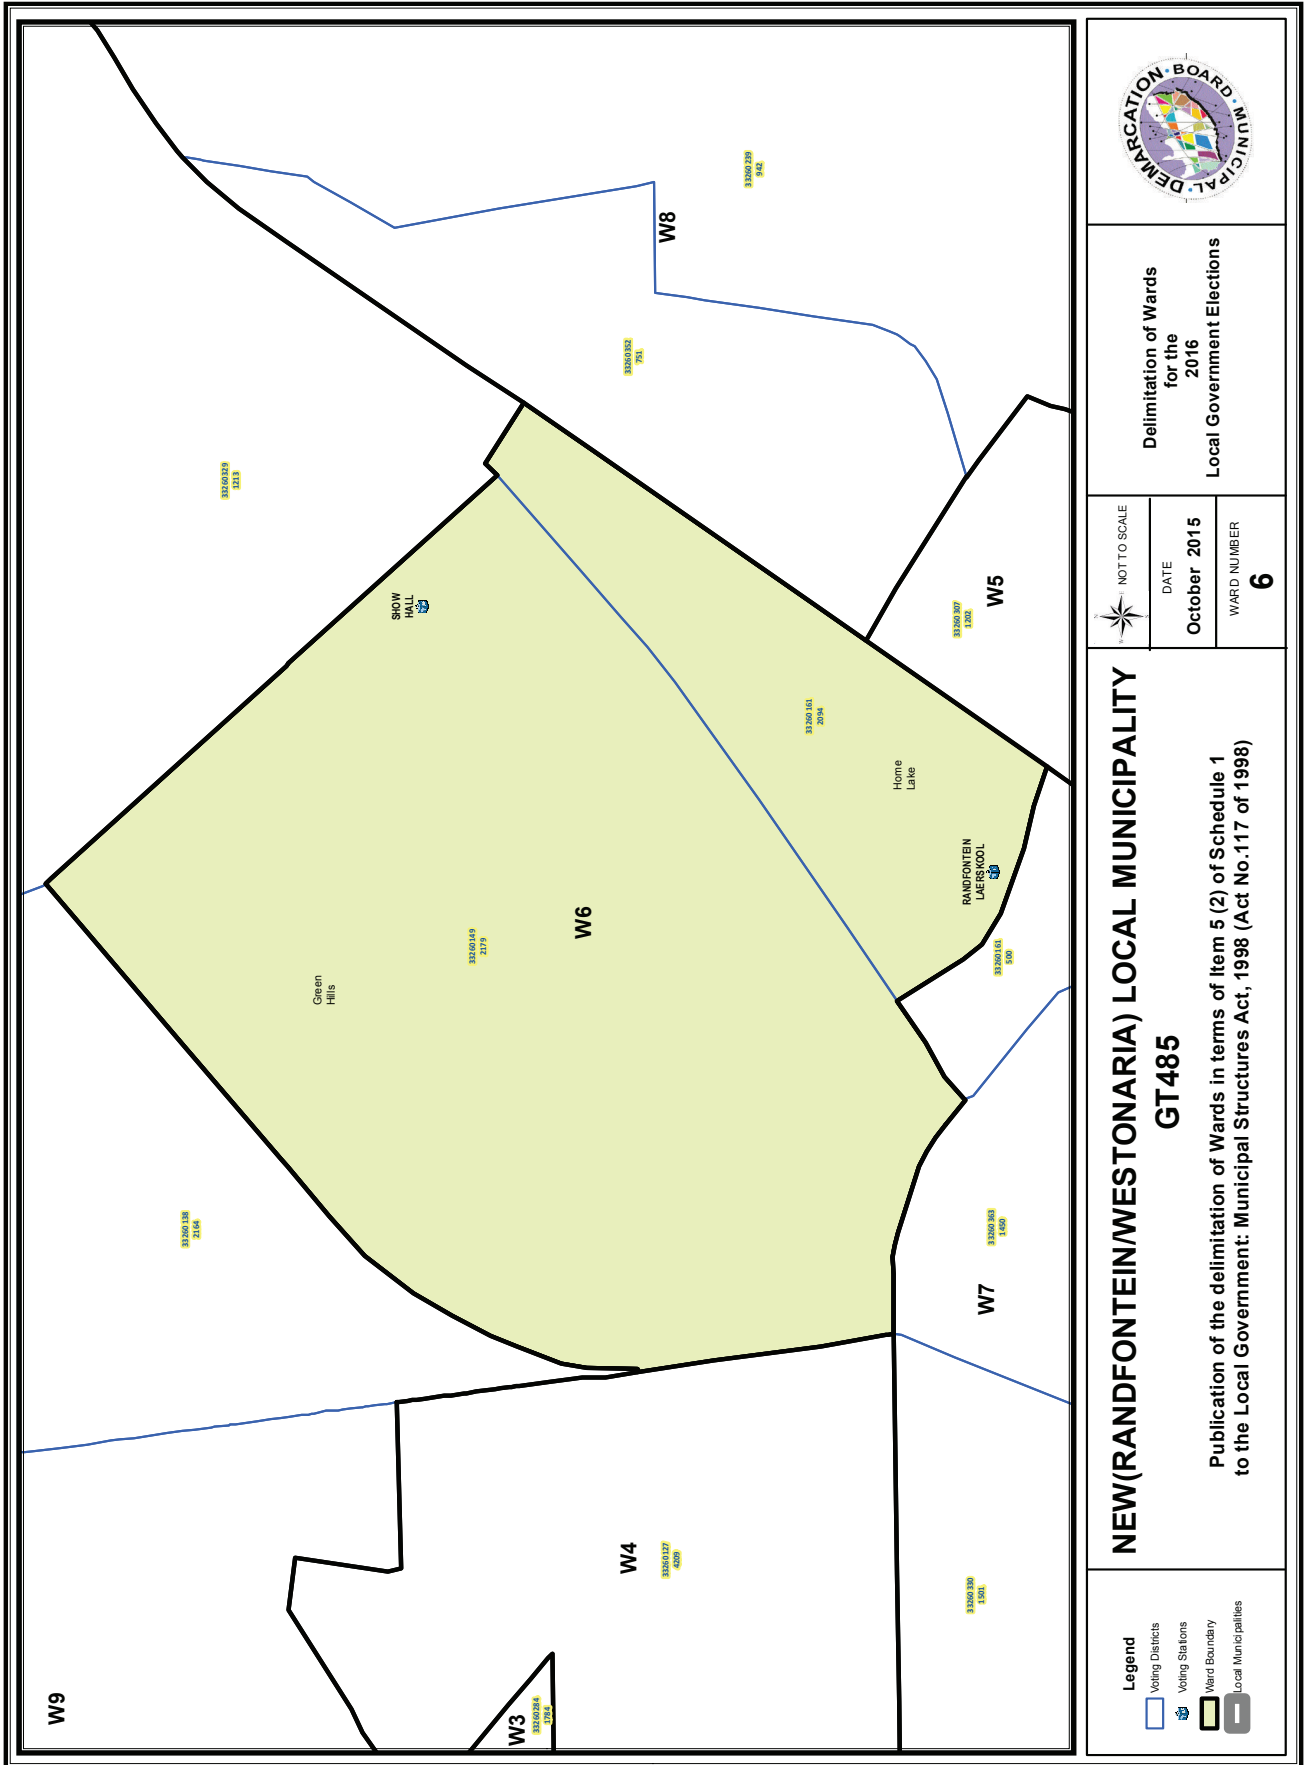 W9
W3
33260284
1784
W4
33260127
4209
33260330
1501
33260138
2164
W7
33260363
1450
Green
Hills
33260149
2179
W6
33260161
500
RANDFONTEIN
LAERSKOOL
Home
Lake
33260161
2094
SHOW
HALL
33260329
1213
W5
33260307
1202
33260352
751
W8
33260239
942
Legend
Voting Districts
Voting Stations
Ward Boundary
Local Municipalities
NEW(RANDFONTEIN/WESTONARIA) LOCAL MUNICIPALITY
GT485
Publication of the delimitation of Wards in terms of Item 5 (2) of Schedule 1
to the Local Government: Municipal Structures Act, 1998 (Act No.117 of 1998)
N
W
S
NOT TO SCALE
DATE
October 2015
WARD NUMBER
6
Delimitation of Wards
for the
2016
Local Government Elections
MUNICIPAL • DEMARCATION • BOARD •